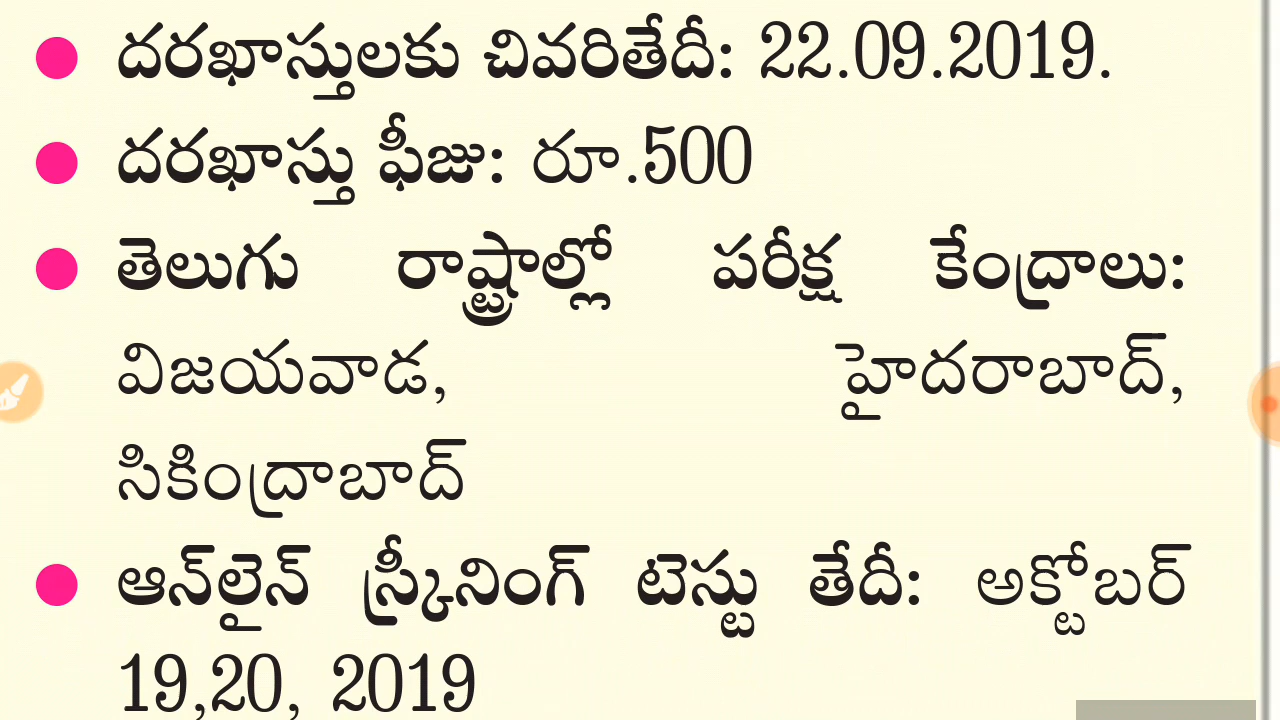 ● దరఖాస్తులకు చివరితేదీ: 22.09.2019.
● దరఖాస్తు ఫీజు: రూ.500
● తెలుగు రాష్ట్రాల్లో పరీక్ష కేంద్రాలు:
విజయవాడ, హైదరాబాద్,
సికింద్రాబాద్
● ఆన్‌లైన్ స్క్రీనింగ్ టెస్టు తేదీ: అక్టోబర్
19,20, 2019